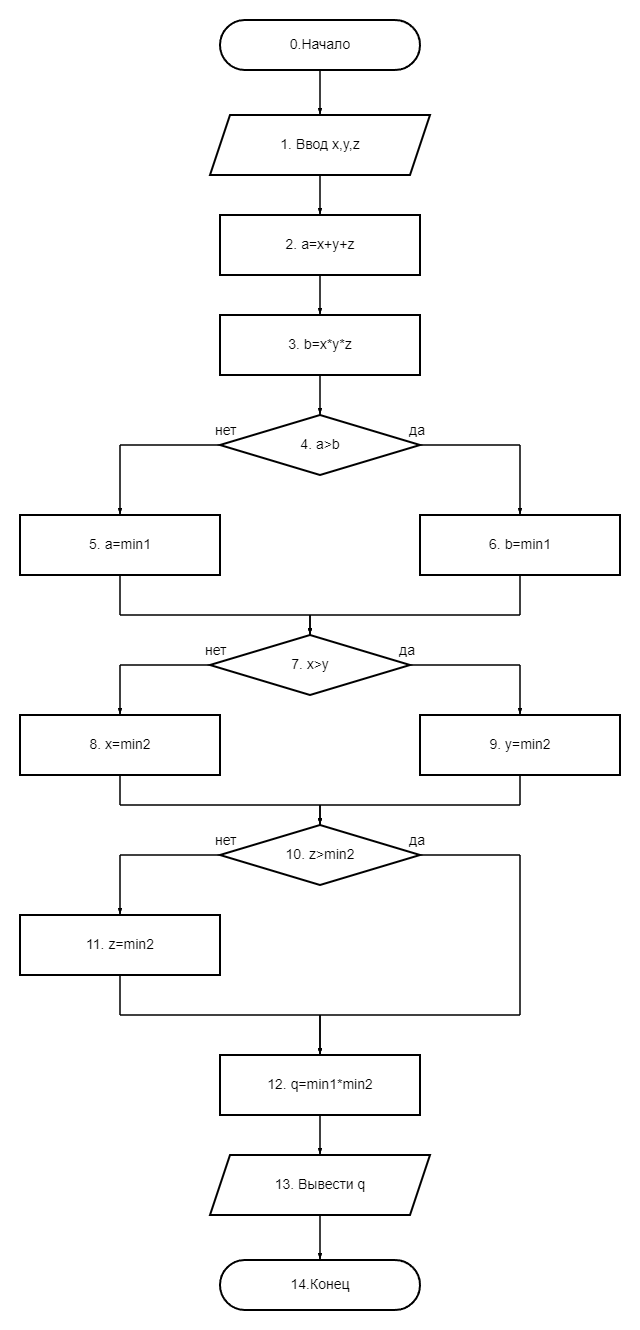 0.Начало
1. Ввод x,y,z
2. a=x+y+z
3. b=x*y*z
нет
4. a>b
да
5. a=min1
6. b=min1
нет
7. x>y
да
8. x=min2
9. y=min2
нет
10. z>min2
да
11. z=min2
12. q=min1*min2
13. Вывести q
14.Конец